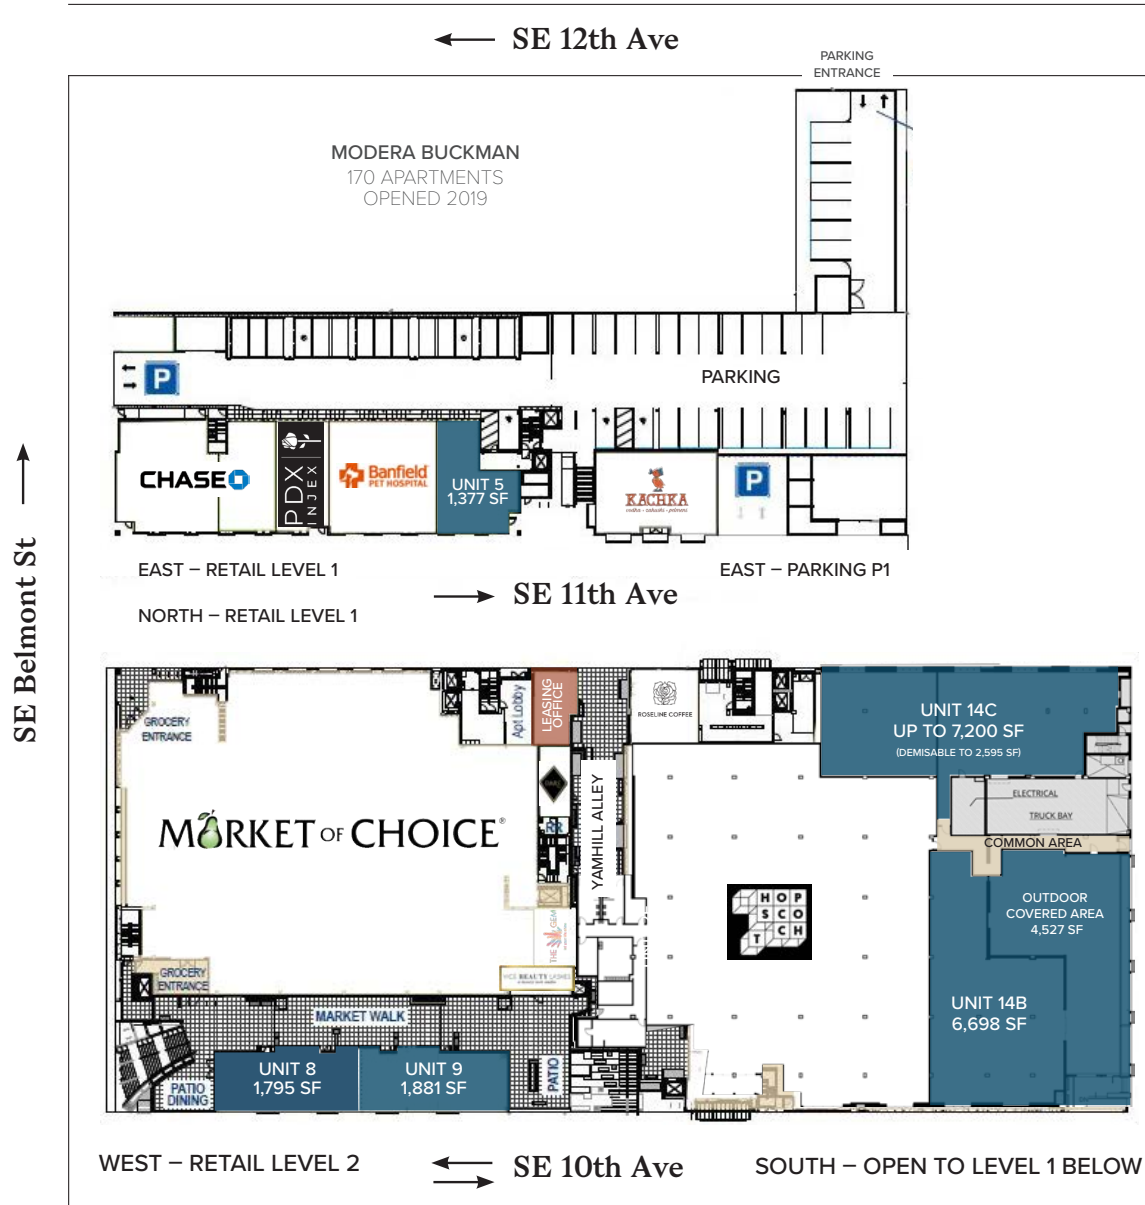 SE 12th Ave
PARKING
ENTRANCE
MODERA BUCKMAN
170 APARTMENTS
OPENED 2019
PARKING
P
CHASE
PDX
INJEX
Banfield
PET HOSPITAL
UNIT 5
1,377 SF
KACHKA
P
SE Belmont St
EAST – RETAIL LEVEL 1
EAST – PARKING P1
SE 11th Ave
NORTH – RETAIL LEVEL 1
GROCERY
ENTRANCE
Apt Lobby
LEASING
OFFICE
ROSELINE COFFEE
UNIT 14C
UP TO 7,200 SF
(DEMISABLE TO 2,595 SF)
ELECTRICAL
TRUCK BAY
COMMON AREA
MARKET OF CHOICE®
RR
YAMHILL ALLEY
HOP
SCO
TCH
OUTDOOR
COVERED AREA
4,527 SF
THE GEM
VICE BEAUTY LASHES
GROCERY
ENTRANCE
UNIT 14B
6,698 SF
MARKET WALK
UNIT 8
1,795 SF
UNIT 9
1,881 SF
PATIO
PATIO
DINING
WEST – RETAIL LEVEL 2
SE 10th Ave
SOUTH – OPEN TO LEVEL 1 BELOW